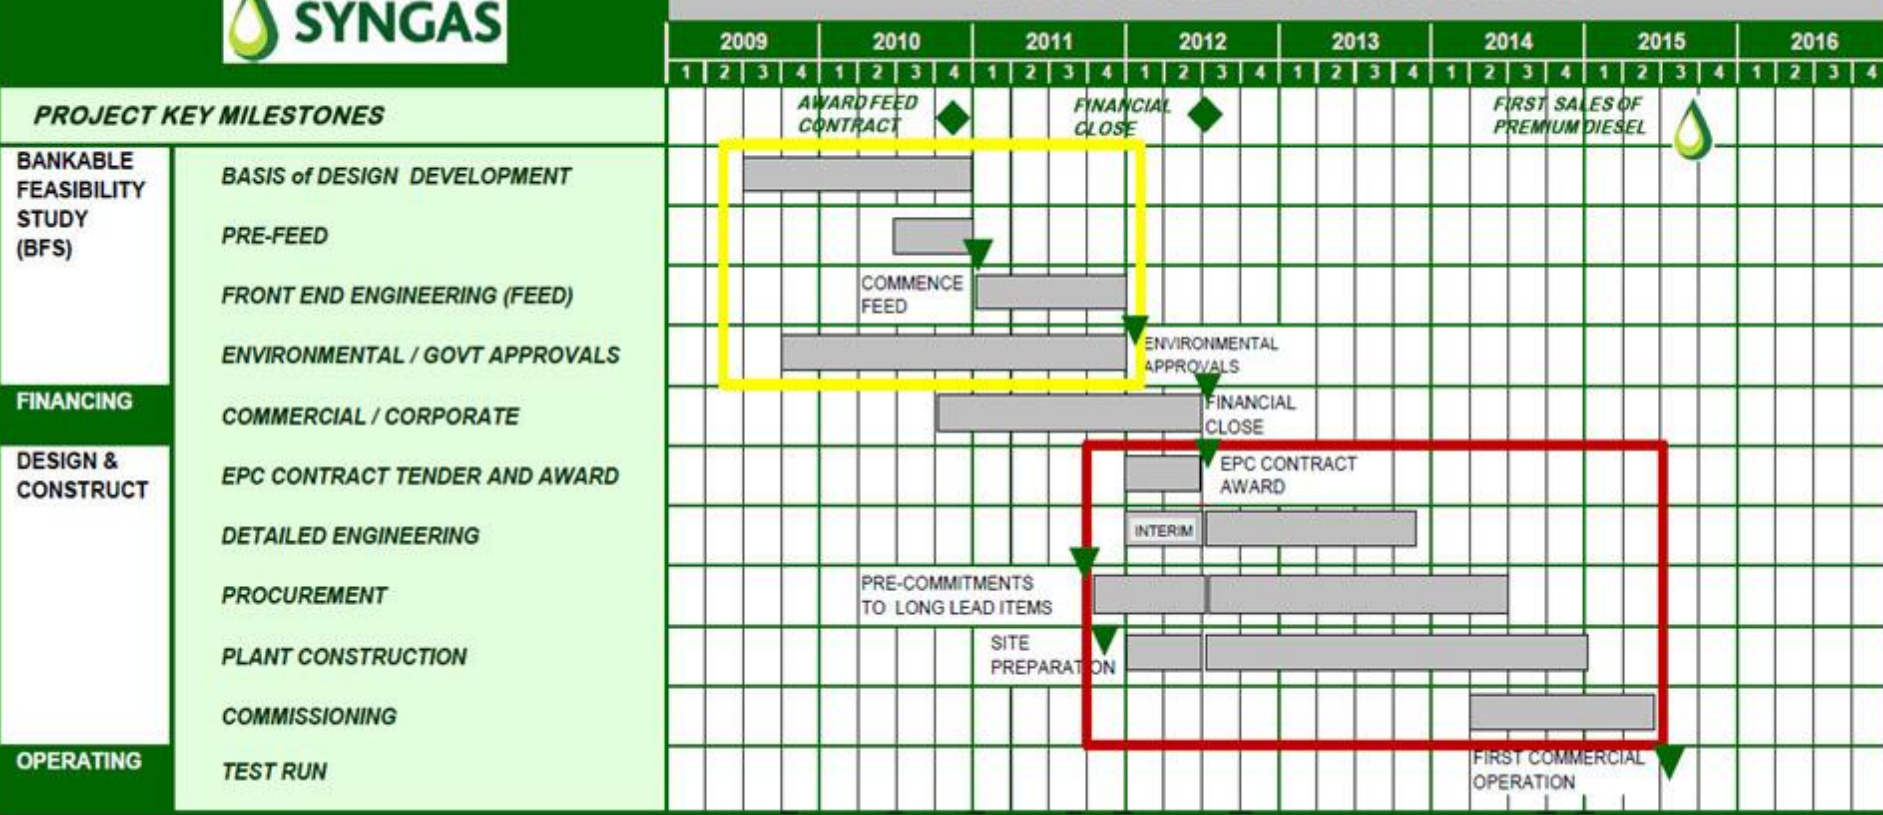 SYNGAS
2009 2010 2011 2012 2013 2014 2015 2016
1 2 3 4 1 2 3 4 1 2 3 4 1 2 3 4 1 2 3 4 1 2 3 4 1 2 3 4 1 2 3 4
PROJECT KEY MILESTONES
AWARD FEED
CONTRACT
FINANCIAL
CLOSE
FIRST SALES OF
PREMIUM DIESEL
BANKABLE
FEASIBILITY
STUDY
(BFS)
BASIS of DESIGN DEVELOPMENT
PRE-FEED
FRONT END ENGINEERING (FEED)
COMMENCE
FEED
ENVIRONMENTAL / GOVT APPROVALS
ENVIRONMENTAL
APPROVALS
FINANCING
COMMERCIAL / CORPORATE
FINANCIAL
CLOSE
DESIGN &
CONSTRUCT
EPC CONTRACT TENDER AND AWARD
EPC CONTRACT
AWARD
DETAILED ENGINEERING
INTERIM
PROCUREMENT
PRE-COMMITMENTS
TO LONG LEAD ITEMS
PLANT CONSTRUCTION
SITE
PREPARATION
COMMISSIONING
OPERATING
TEST RUN
FIRST COMMERCIAL
OPERATION